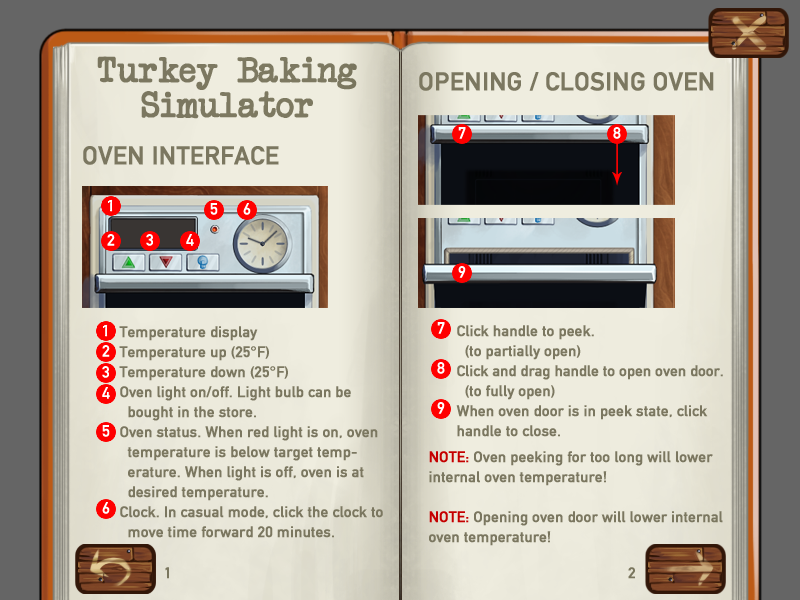 Turkey Baking
Simulator
OVEN INTERFACE
1
5
6
2
3
4
1 Temperature display
2 Temperature up (25°F)
3 Temperature down (25°F)
4 Oven light on/off. Light bulb can be
bought in the store.
5 Oven status. When red light is on, oven
temperature is below target temp-
erature. When light is off, oven is at
desired temperature.
6 Clock. In casual mode, click the clock to
move time forward 20 minutes.
1
OPENING / CLOSING OVEN
7
8
9
7 Click handle to peek.
(to partially open)
8 Click and drag handle to open oven door.
(to fully open)
9 When oven door is in peek state, click
handle to close.
NOTE: Oven peeking for too long will lower
internal oven temperature!
NOTE: Opening oven door will lower internal
oven temperature!
2